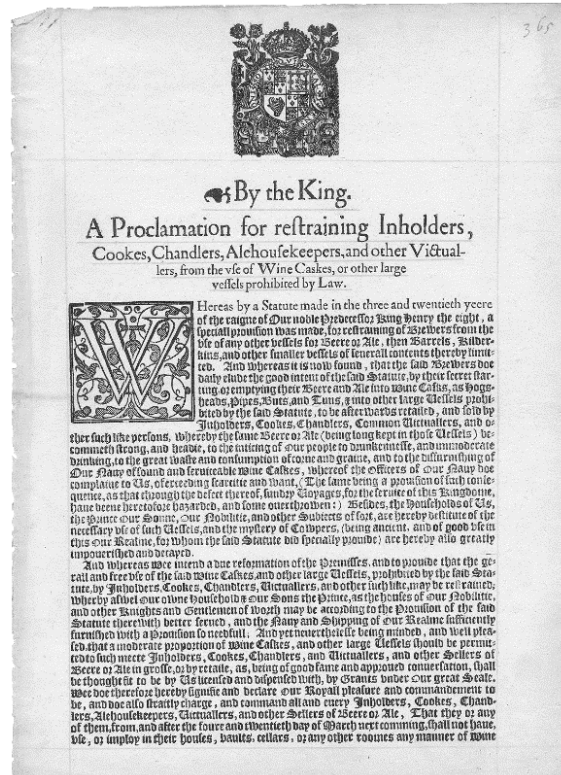 365
By the King.
A Proclamation for reſtraining Inholders,
Cookes, Chandlers, Alehouſekeepers, and other Victual-
lers, from the vſe of Wine Caskes, or other large
veſſels prohibited by Law.
WHereas by a Statute made in the three and twentieth yeere
of the raigne of Our noble Predeceſſor King Henry the eight, a
ſpeciall prouiſion was made, for reſtraining of Brewers from the
vſe of any other veſſels for Beere or Ale, then Barrels, Kilder-
kins, and other ſmaller veſſels of ſeuerall contents thereby limi-
ted. And whereas it is now found, that the ſaid Brewers doe
daily elude the good intent of the ſaid Statute, by their ſecret ſtar-
ting, or emptying their Beere and Ale into Wine Caſks, as Hogſ-
heads, Pipes, Buts, and Tuns, & into other large Veſſels prohi-
bited by the ſaid Statute, to be afterwards retailed, and ſold by
Inholders, Cookes, Chandlers, Common Victuallers, and o-
ther ſuch like perſons, whereby the ſame Beere or Ale (being long kept in thoſe Veſſels) be-
commeth ſtrong, and headie, to the intiſing of Our people to drunkenneſſe, and immoderate
drinking, to the great waſte and conſumption of corne and graine, and to the diſfurniſhing of
Our Nauy of ſound and ſeruiceable Wine Caſkes, whereof the Officers of Our Nauy doe
complaine to Us, of exceeding ſcarcitie and want, (The ſame being a prouiſion of ſuch conſe-
quence, as that through the defect thereof, ſundry Voyages, for the ſeruice of this Kingdome,
haue beene heretofore hazarded, and ſome ouerthrowen:) Beſides, the Houſholds of Us,
the Prince Our Sonne, Our Nobilitie, and other Subiects of ſort, are hereby deſtitute of the
neceſſary vſe of ſuch Veſſels, and the myſtery of Cowpers, (being ancient, and of good vſe in
this Our Realme, for whom the ſaid Statute did ſpecially prouide) are hereby alſo greatly
impoueriſhed and decayed.
And whereas Wee intend a due reformation of the Premiſſes, and to prouide that the ge-
rall and free vſe of the ſaid Wine Caſkes, and other large Veſſels, prohibited by the ſaid Sta-
tute, by Inholders, Cookes, Chandlers, Victuallers, and other ſuch like, may be reſtrained;
whereby aſwel Our owne Houſehold & Our Sons the Prince, as the houſes of Our Nobilitie,
and other Knights and Gentlemen of worth may be according to the Prouiſion of the ſaid
Statute therewith better ſerued, and the Nauy and Shipping of Our Realme ſufficiently
furniſhed with a Prouiſion ſo needfull. And yet neuertheleſſe being minded, and well plea-
ſed, that a moderate proportion of Wine Caſkes, and other large Veſſels ſhould be permit-
ted to ſuch meete Inholders, Cookes, Chandlers, and Victuallers, and other Sellers of
Beere or Ale in groſſe, or by retaile, as, being of good fame and approued conuerſation, ſhall
be thought fit to be by Us licenſed and diſpenſed with, by Grants vnder Our great Seale.
Wee doe therefore hereby ſignifie and declare Our Royall pleaſure and commandement to
be, and doe alſo ſtraitly charge, and command all and euery Inholders, Cookes, Chand-
lers, Alehouſekeepers, Victuallers, and other Sellers of Beere or Ale, That they or any
of them, from, and after the foure and twentieth day of March next comming, ſhall not haue,
vſe, or imploy in their houſes, vaults, cellars, or any other roomes any manner of Wine